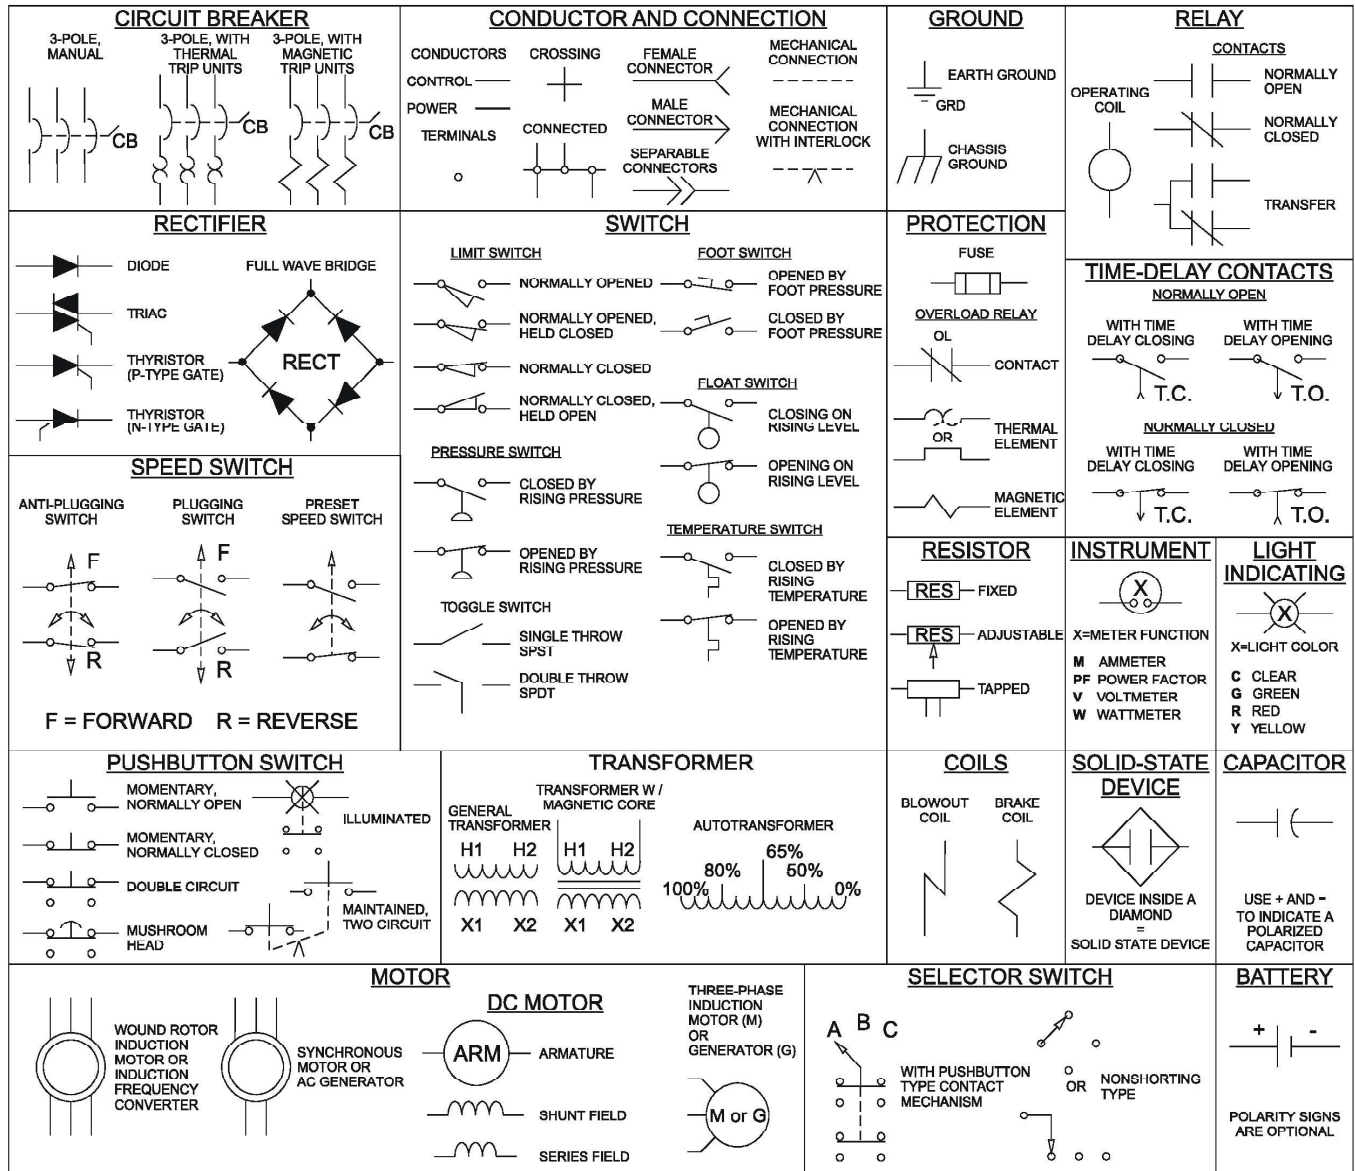 CIRCUIT BREAKER
3-POLE,
MANUAL
3-POLE, WITH
THERMAL
TRIP UNITS
3-POLE, WITH
MAGNETIC
TRIP UNITS
CB
CB
CB
CONDUCTOR AND CONNECTION
CONDUCTORS
CONTROL
POWER
TERMINALS
CROSSING
CONNECTED
FEMALE
CONNECTOR
MALE
CONNECTOR
SEPARABLE
CONNECTORS
MECHANICAL
CONNECTION
MECHANICAL
CONNECTION
WITH INTERLOCK
GROUND
EARTH GROUND
GRD
CHASSIS
GROUND
RELAY
CONTACTS
OPERATING
COIL
NORMALLY
OPEN
NORMALLY
CLOSED
TRANSFER
RECTIFIER
DIODE
TRIAC
THYRISTOR
(P-TYPE GATE)
THYRISTOR
(N-TYPE GATE)
FULL WAVE BRIDGE
RECT
SWITCH
LIMIT SWITCH
NORMALLY OPENED
NORMALLY OPENED,
HELD CLOSED
NORMALLY CLOSED
NORMALLY CLOSED,
HELD OPEN
PRESSURE SWITCH
CLOSED BY
RISING PRESSURE
OPENED BY
RISING PRESSURE
TOGGLE SWITCH
SINGLE THROW
SPST
DOUBLE THROW
SPDT
FOOT SWITCH
OPENED BY
FOOT PRESSURE
CLOSED BY
FOOT PRESSURE
FLOAT SWITCH
CLOSING ON
RISING LEVEL
OPENING ON
RISING LEVEL
TEMPERATURE SWITCH
CLOSED BY
RISING
TEMPERATURE
OPENED BY
RISING
TEMPERATURE
PROTECTION
FUSE
OVERLOAD RELAY
OL
CONTACT
OR
THERMAL
ELEMENT
MAGNETIC
ELEMENT
TIME-DELAY CONTACTS
NORMALLY OPEN
WITH TIME
DELAY CLOSING
T.C.
WITH TIME
DELAY OPENING
T.O.
NORMALLY CLOSED
WITH TIME
DELAY CLOSING
T.C.
WITH TIME
DELAY OPENING
T.O.
SPEED SWITCH
ANTI-PLUGGING
SWITCH
PLUGGING
SWITCH
PRESET
SPEED SWITCH
F
R
F
R
F = FORWARD R = REVERSE
RESISTOR
RES
FIXED
RES
ADJUSTABLE
TAPPED
INSTRUMENT
X
X=METER FUNCTION
M AMMETER
PF POWER FACTOR
V VOLTMETER
W WATTMETER
LIGHT
INDICATING
X
X=LIGHT COLOR
C CLEAR
G GREEN
R RED
Y YELLOW
PUSHBUTTON SWITCH
MOMENTARY,
NORMALLY OPEN
MOMENTARY,
NORMALLY CLOSED
DOUBLE CIRCUIT
MUSHROOM
HEAD
ILLUMINATED
MAINTAINED,
TWO CIRCUIT
TRANSFORMER
GENERAL
TRANSFORMER
H1 H2
X1 X2
TRANSFORMER W /
MAGNETIC CORE
H1 H2
X1 X2
AUTOTRANSFORMER
100% 80% 65% 50% 0%
COILS
BLOWOUT
COIL
BRAKE
COIL
SOLID-STATE
DEVICE
DEVICE INSIDE A
DIAMOND
=
SOLID STATE DEVICE
CAPACITOR
USE + AND -
TO INDICATE A
POLARIZED
CAPACITOR
MOTOR
WOUND ROTOR
INDUCTION
MOTOR OR
INDUCTION
FREQUENCY
CONVERTER
SYNCHRONOUS
MOTOR OR
AC GENERATOR
DC MOTOR
ARM
ARMATURE
SHUNT FIELD
SERIES FIELD
THREE-PHASE
INDUCTION
MOTOR (M)
OR
GENERATOR (G)
M or G
SELECTOR SWITCH
A B C
WITH PUSHBUTTON
TYPE CONTACT
MECHANISM
OR
NONSHORTING
TYPE
BATTERY
+ -
POLARITY SIGNS
ARE OPTIONAL